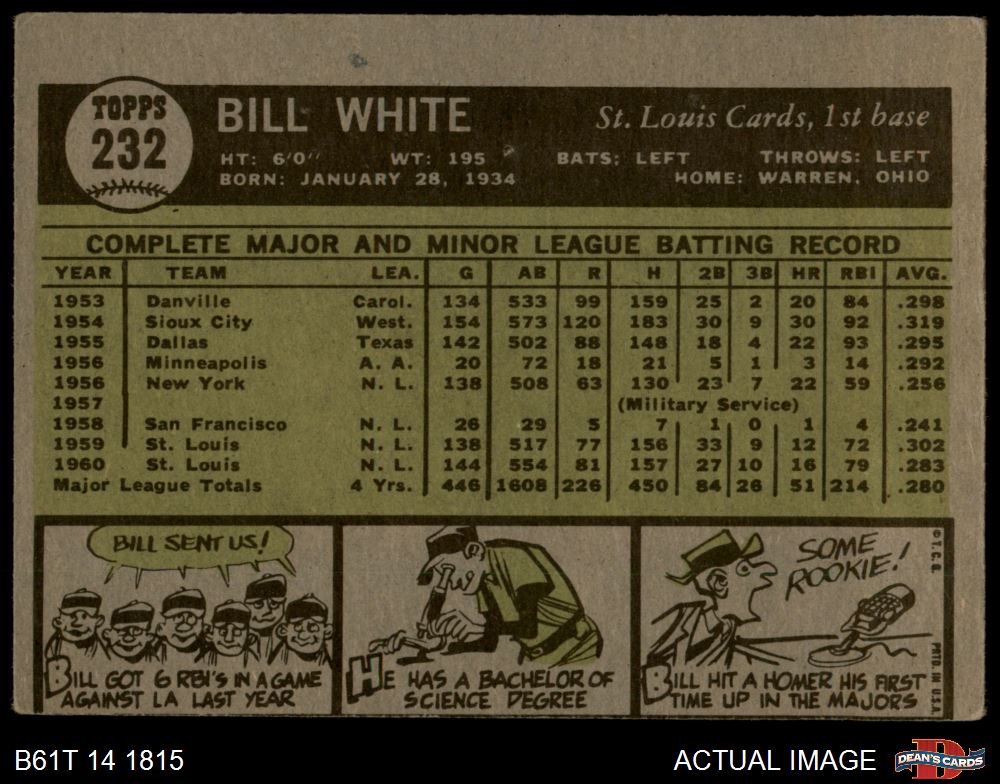 TOPPS
232
BILL WHITE
St. Louis Cards, 1st base
HT: 6'0" WT: 195 BATS: LEFT THROWS: LEFT
BORN: JANUARY 28, 1934 HOME: WARREN, OHIO
COMPLETE MAJOR AND MINOR LEAGUE BATTING RECORD
YEAR TEAM LEA. G AB R H 2B 3B HR RBI AVG.
1953 Danville Carol. 134 533 99 159 25 2 20 84 .298
1954 Sioux City West. 154 573 120 183 30 9 30 92 .319
1955 Dallas Texas 142 502 88 148 18 4 22 93 .295
1956 Minneapolis A. A. 20 72 18 21 5 1 3 14 .292
1956 New York N. L. 138 508 63 130 23 7 22 59 .256
1957 (Military Service)
1958 San Francisco N. L. 26 29 5 7 1 0 1 4 .241
1959 St. Louis N. L. 138 517 77 156 33 9 12 72 .302
1960 St. Louis N. L. 144 554 81 157 27 10 16 79 .283
Major League Totals 4 Yrs. 446 1608 226 450 84 26 51 214 .280
BILL SENT US!
BILL GOT 6 RBI'S IN A GAME
AGAINST LA LAST YEAR
HE HAS A BACHELOR OF
SCIENCE DEGREE
SOME
ROOKIE!
BILL HIT A HOMER HIS FIRST
TIME UP IN THE MAJORS
© T. C. G.
PRTD. IN U.S.A.
B61T 14 1815
ACTUAL IMAGE
DEAN'S CARDS